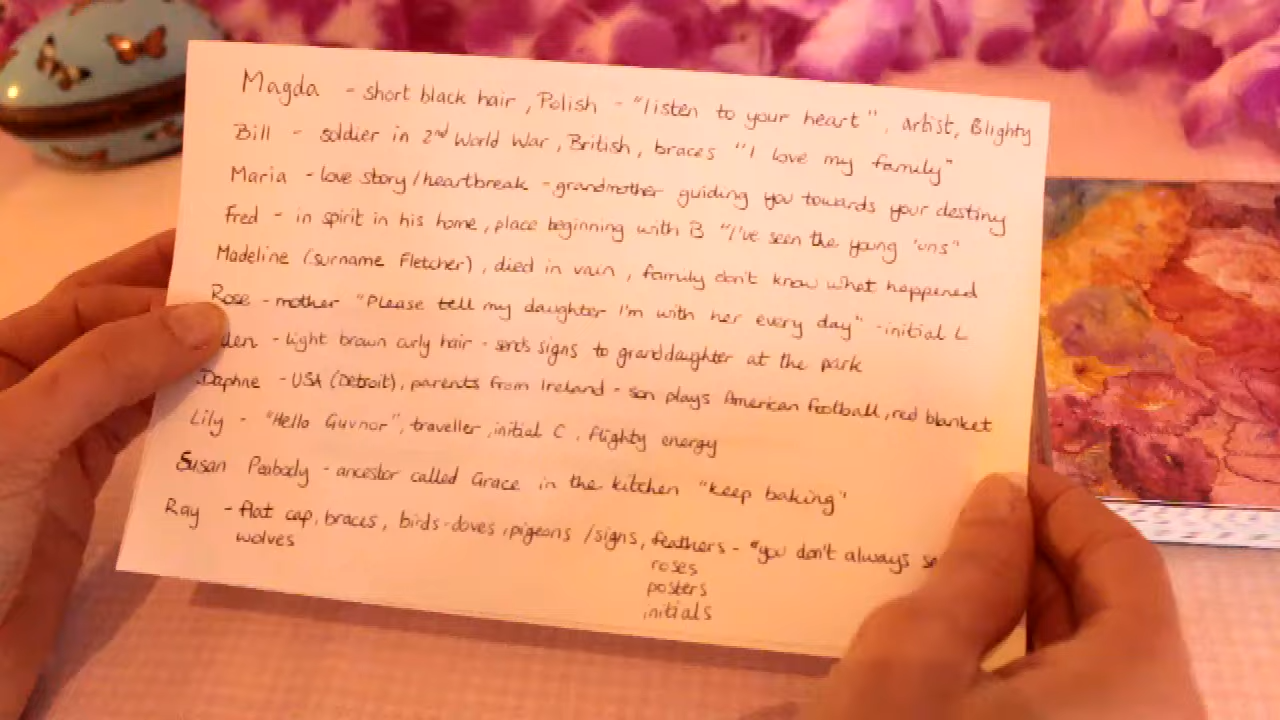 Magda - short black hair, Polish - "listen to your heart", artist, Blighty
Bill - soldier in 2nd World War, British, braces "I love my family"
Maria - love story/heartbreak - grandmother guiding you towards your destiny
Fred - in spirit in his home, place beginning with B "I've seen the young 'uns"
Madeline (surname Fletcher), died in vain, family don't know what happened
Rose - mother "Please tell my daughter I'm with her every day" - initial L
- light brown curly hair - sends signs to granddaughter at the park
Daphne - USA (Detroit), parents from Ireland - son plays American football, red blanket
Lily - "Hello Guvnor", traveller, initial C, flighty energy
Susan Peabody - ancestor called Grace in the kitchen "keep baking"
Ray - flat cap, braces, birds-doves, pigeons / signs, feathers - "you don't always
wolves
roses
posters
initials